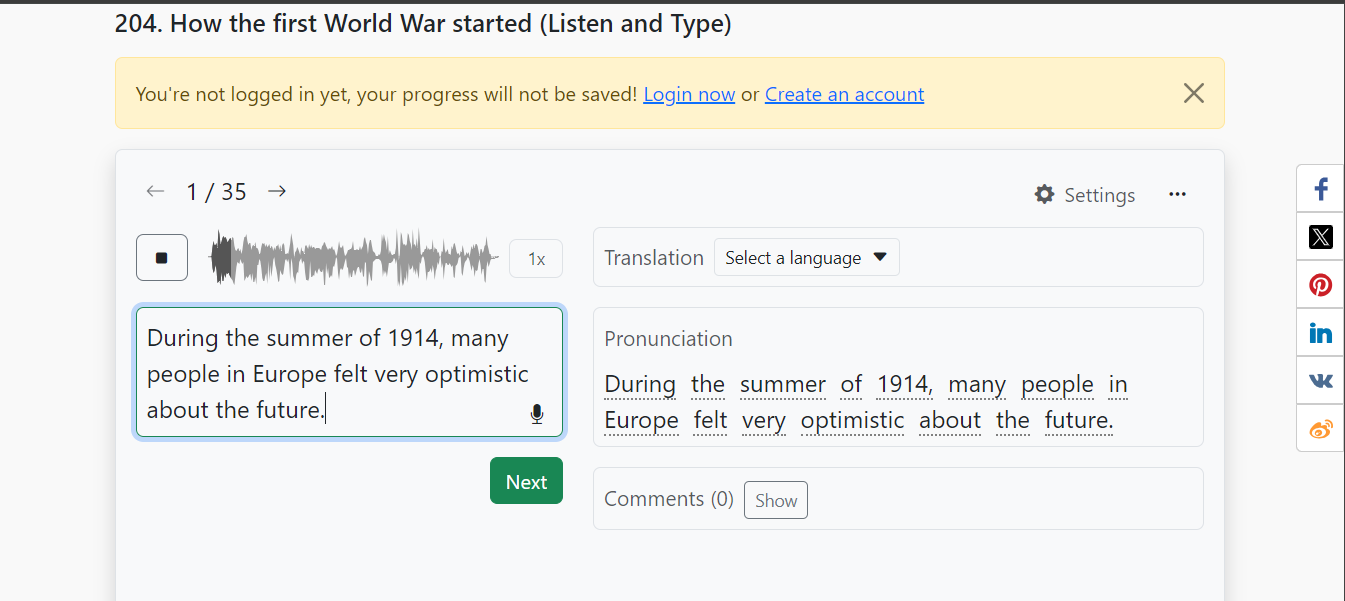 204. How the first World War started (Listen and Type)
You're not logged in yet, your progress will not be saved! Login now or Create an account
1 / 35
Settings
1x
Translation Select a language
During the summer of 1914, many
people in Europe felt very optimistic
about the future.
Next
Pronunciation
During the summer of 1914, many people in
Europe felt very optimistic about the future.
Comments (0) Show